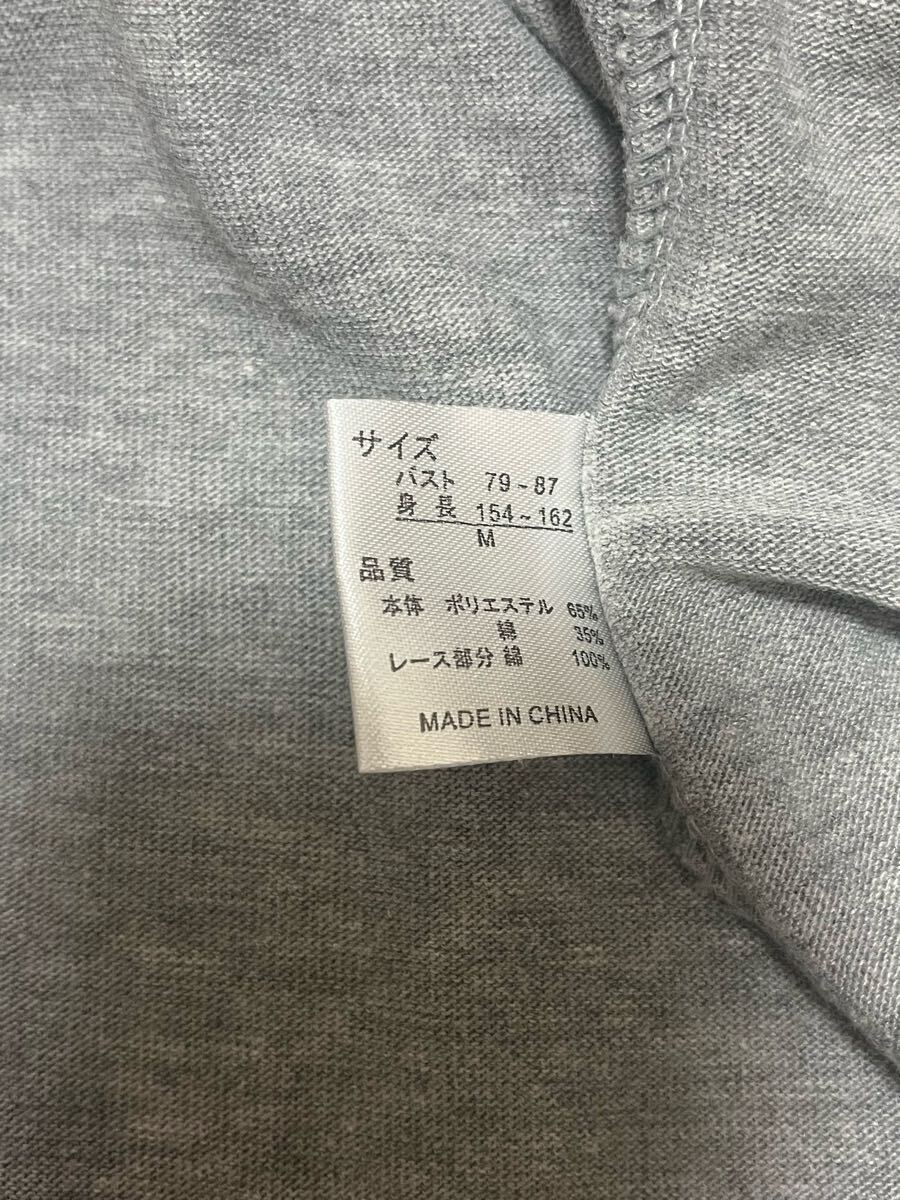 サイズ
バスト 79~87
身長 154~162
M
品質
本体 ポリエステル 65%
綿 35%
レース部分 綿 100%
MADE IN CHINA